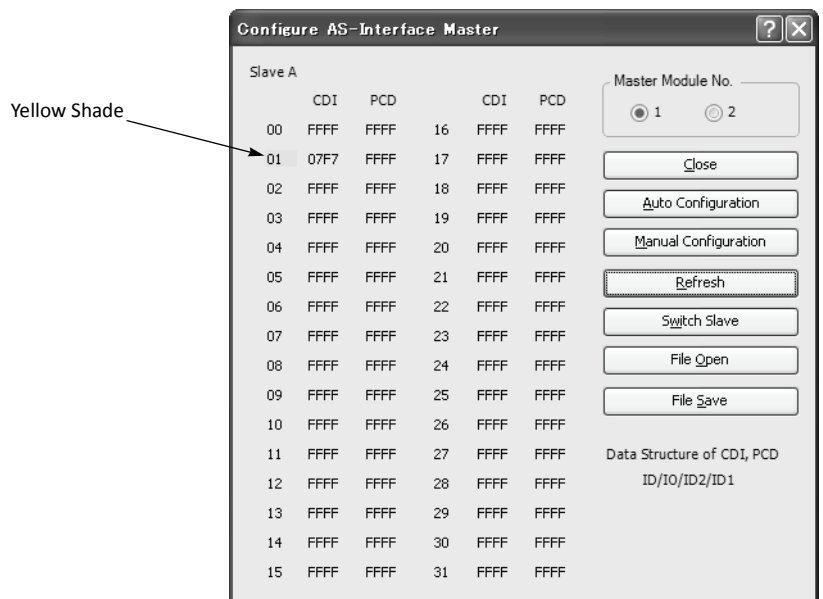 Configure AS-Interface Master
Slave A
Master Module No.
CDI PCD CDI PCD
1 2
Yellow Shade
00 FFFF FFFF 16 FFFF FFFF
01 07F7 FFFF 17 FFFF FFFF
Close
02 FFFF FFFF 18 FFFF FFFF
Auto Configuration
03 FFFF FFFF 19 FFFF FFFF
04 FFFF FFFF 20 FFFF FFFF
Manual Configuration
05 FFFF FFFF 21 FFFF FFFF
Refresh
06 FFFF FFFF 22 FFFF FFFF
Switch Slave
07 FFFF FFFF 23 FFFF FFFF
08 FFFF FFFF 24 FFFF FFFF
File Open
09 FFFF FFFF 25 FFFF FFFF
File Save
10 FFFF FFFF 26 FFFF FFFF
11 FFFF FFFF 27 FFFF FFFF
Data Structure of CDI, PCD
12 FFFF FFFF 28 FFFF FFFF
ID/IO/ID2/ID1
13 FFFF FFFF 29 FFFF FFFF
14 FFFF FFFF 30 FFFF FFFF
15 FFFF FFFF 31 FFFF FFFF